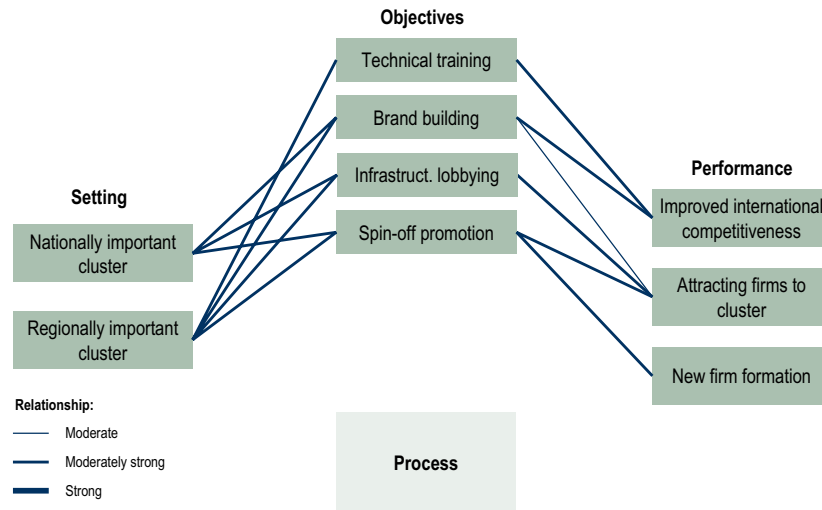 Objectives
Technical training
Brand building
Infrastruct. lobbying
Spin-off promotion
Setting
Nationally important
cluster
Regionally important
cluster
Performance
Improved international
competitiveness
Attracting firms to
cluster
New firm formation
Relationship:
Moderate
Moderately strong
Strong
Process